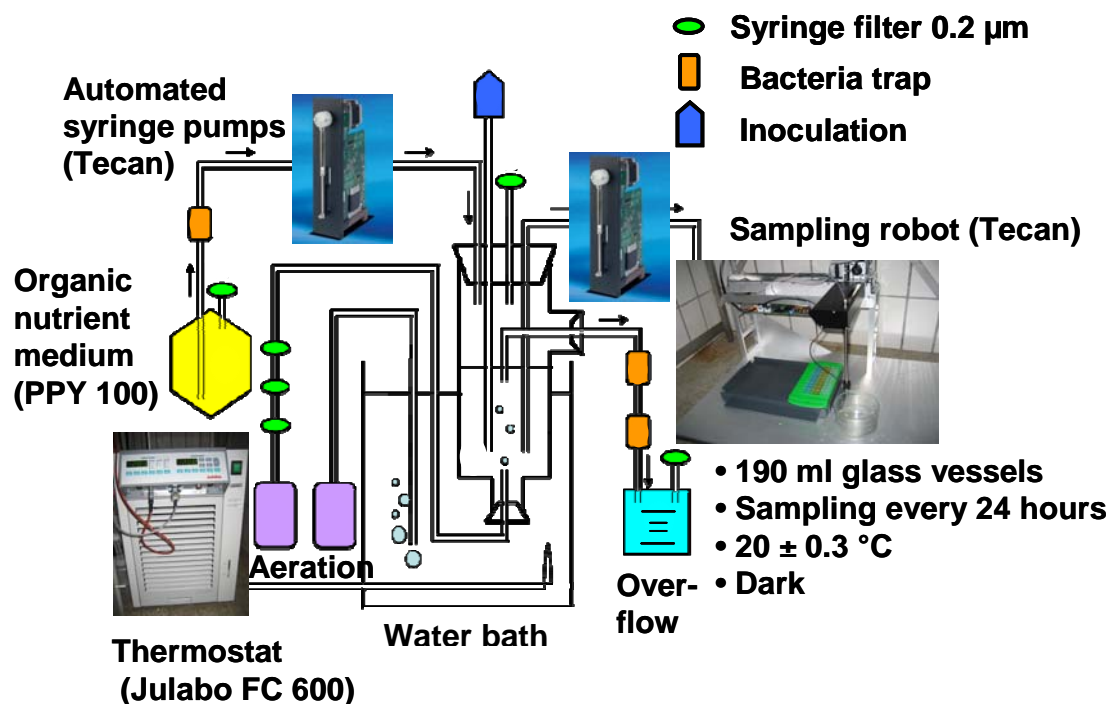 Syringe filter 0.2 µm
Bacteria trap
Inoculation
Automated
syringe pumps
(Tecan)
Sampling robot (Tecan)
Organic
nutrient
medium
(PPY 100)
• 190 ml glass vessels
• Sampling every 24 hours
• 20 ± 0.3 °C
• Dark
Aeration
Over-
flow
Water bath
Thermostat
(Julabo FC 600)